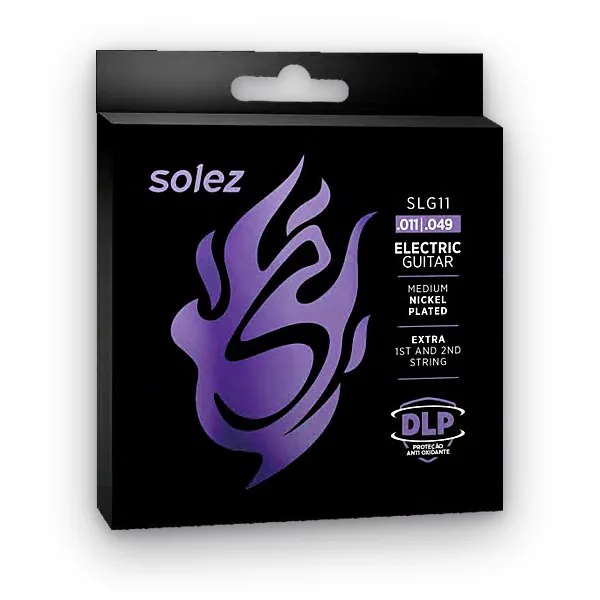 solez
SLG11
.011|.049
ELECTRIC
GUITAR
MEDIUM
NICKEL
PLATED
EXTRA
1ST AND 2ND
STRING
DLP
PROTEÇÃO
ANTI OXIDANTE